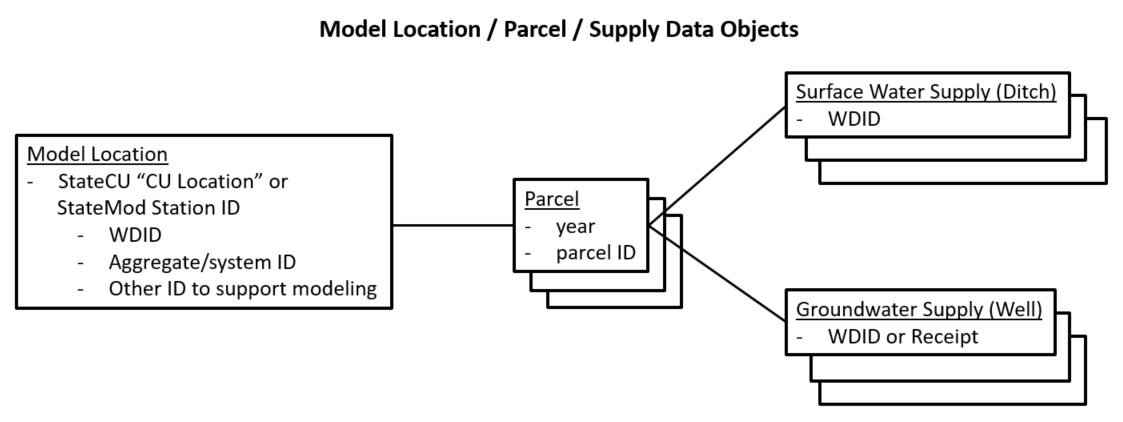 Model Location / Parcel / Supply Data Objects
Model Location
- StateCU “CU Location” or
StateMod Station ID
- WDID
- Aggregate/system ID
- Other ID to support modeling
Parcel
- year
- parcel ID
Surface Water Supply (Ditch)
- WDID
Groundwater Supply (Well)
- WDID or Receipt